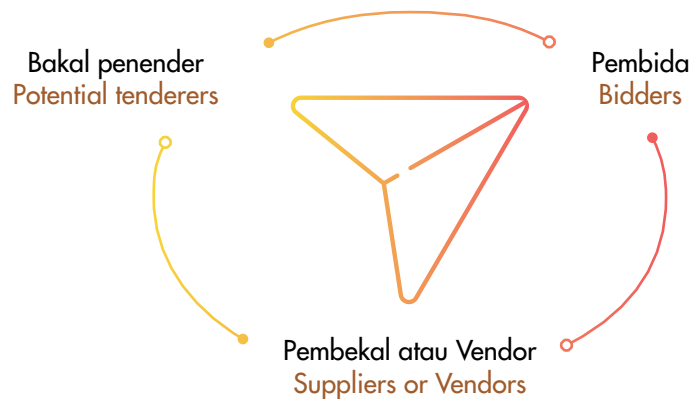 Bakal penender
Potential tenderers
Pembida
Bidders
Pembekal atau Vendor
Suppliers or Vendors